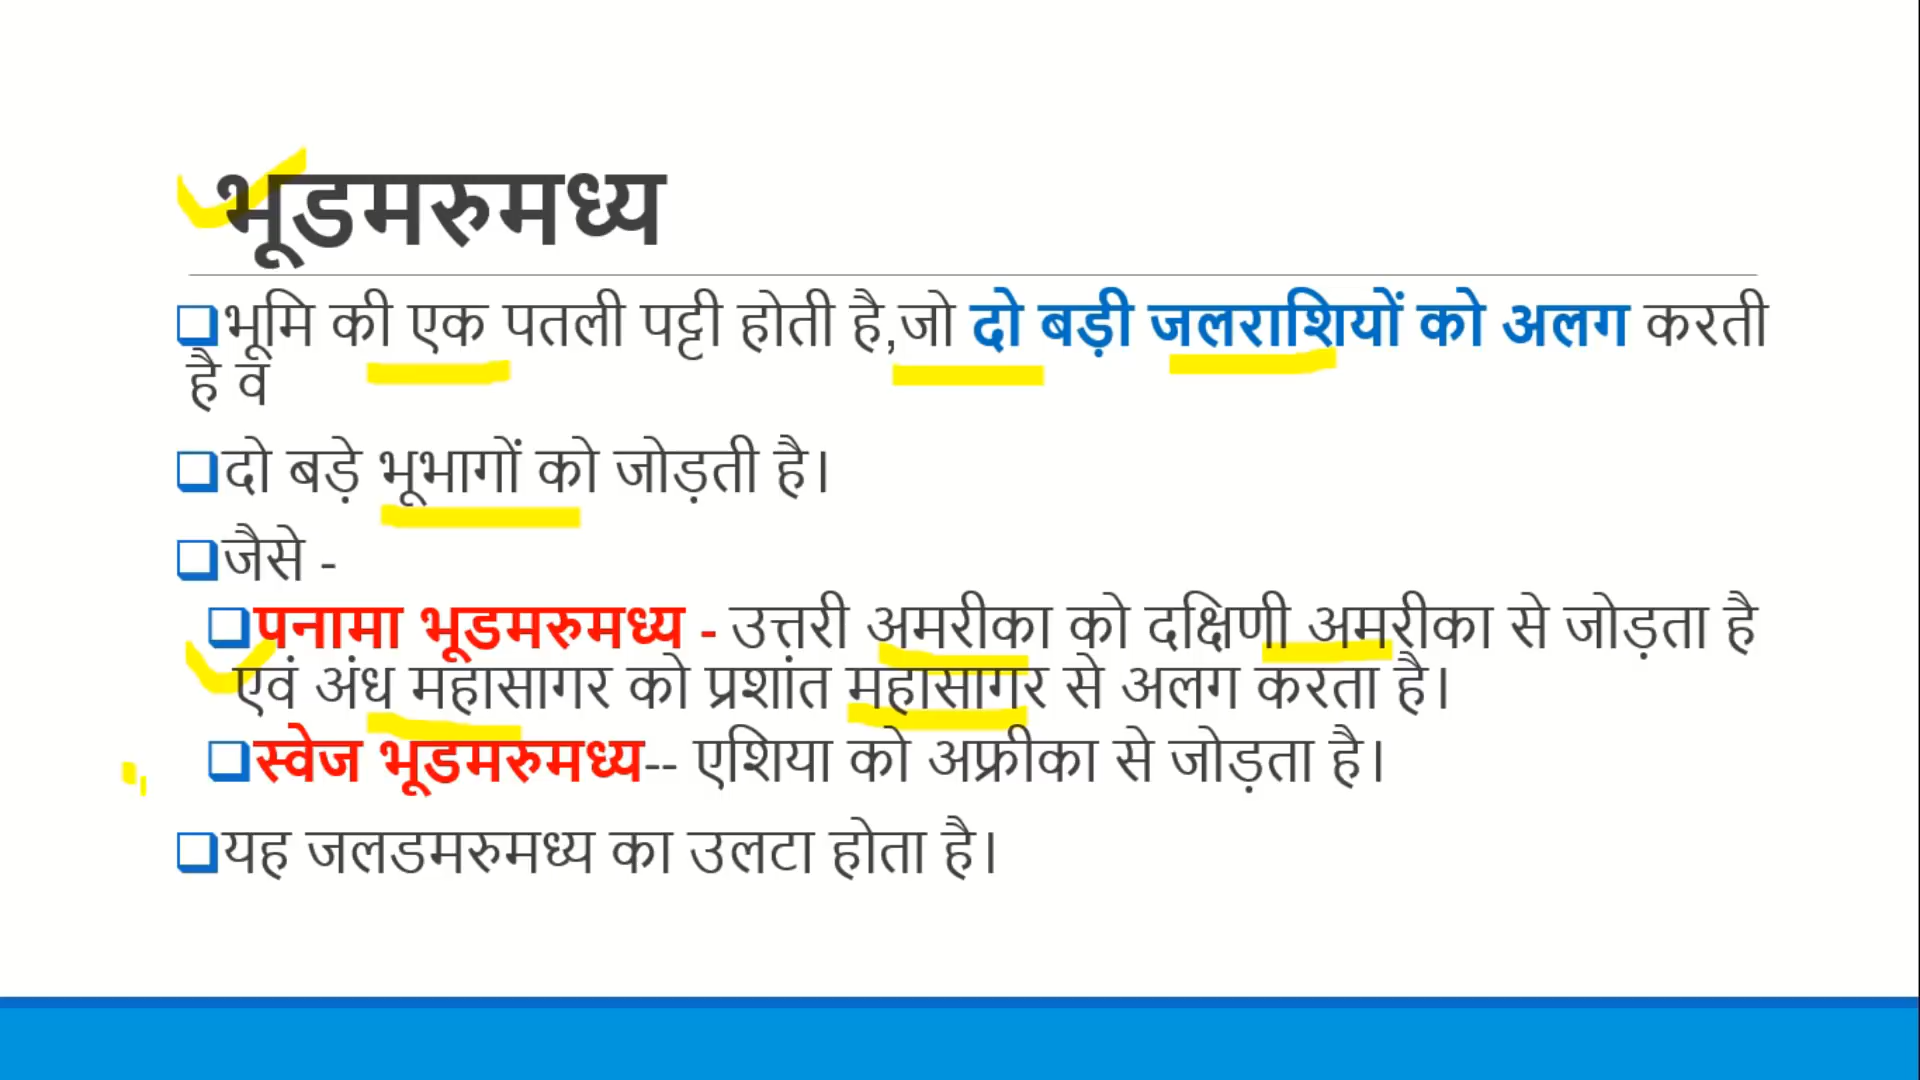 भूडमरुमध्य
भूमि की एक पतली पट्टी होती है,जो दो बड़ी जलराशियों को अलग करती
है व
दो बड़े भूभागों को जोड़ती है।
जैसे -
पनामा भूडमरुमध्य - उत्तरी अमरीका को दक्षिणी अमरीका से जोड़ता है
एवं अंध महासागर को प्रशांत महासागर से अलग करता है।
स्वेज भूडमरुमध्य-- एशिया को अफ्रीका से जोड़ता है।
यह जलडमरुमध्य का उलटा होता है।